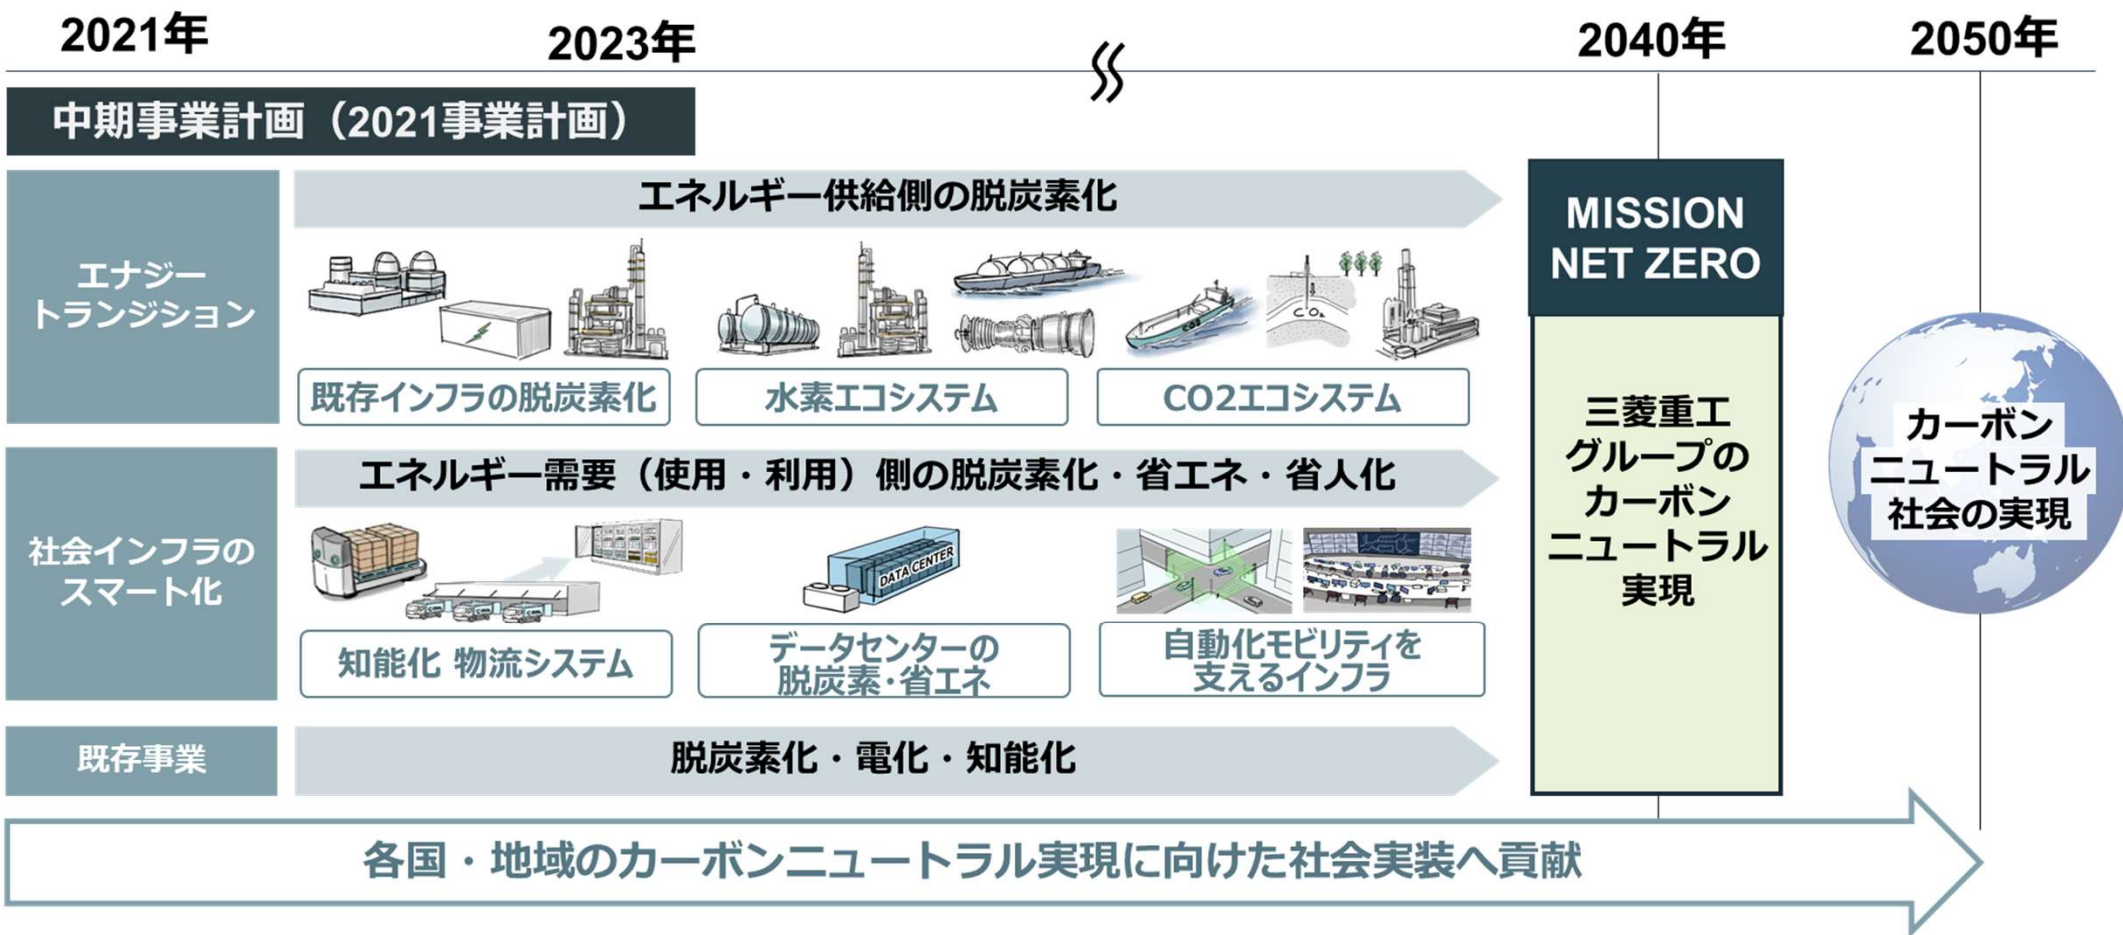 2021年
2023年
2040年
2050年
中期事業計画（2021事業計画）
エナジー
トランジション
エネルギー供給側の脱炭素化
CO2
CO₂
既存インフラの脱炭素化
水素エコシステム
CO2エコシステム
社会インフラの
スマート化
エネルギー需要（使用・利用）側の脱炭素化・省エネ・省人化
DATA CENTER
知能化 物流システム
データセンターの
脱炭素・省エネ
自動化モビリティを
支えるインフラ
既存事業
脱炭素化・電化・知能化
MISSION
NET ZERO
三菱重工
グループの
カーボン
ニュートラル
実現
カーボン
ニュートラル
社会の実現
各国・地域のカーボンニュートラル実現に向けた社会実装へ貢献